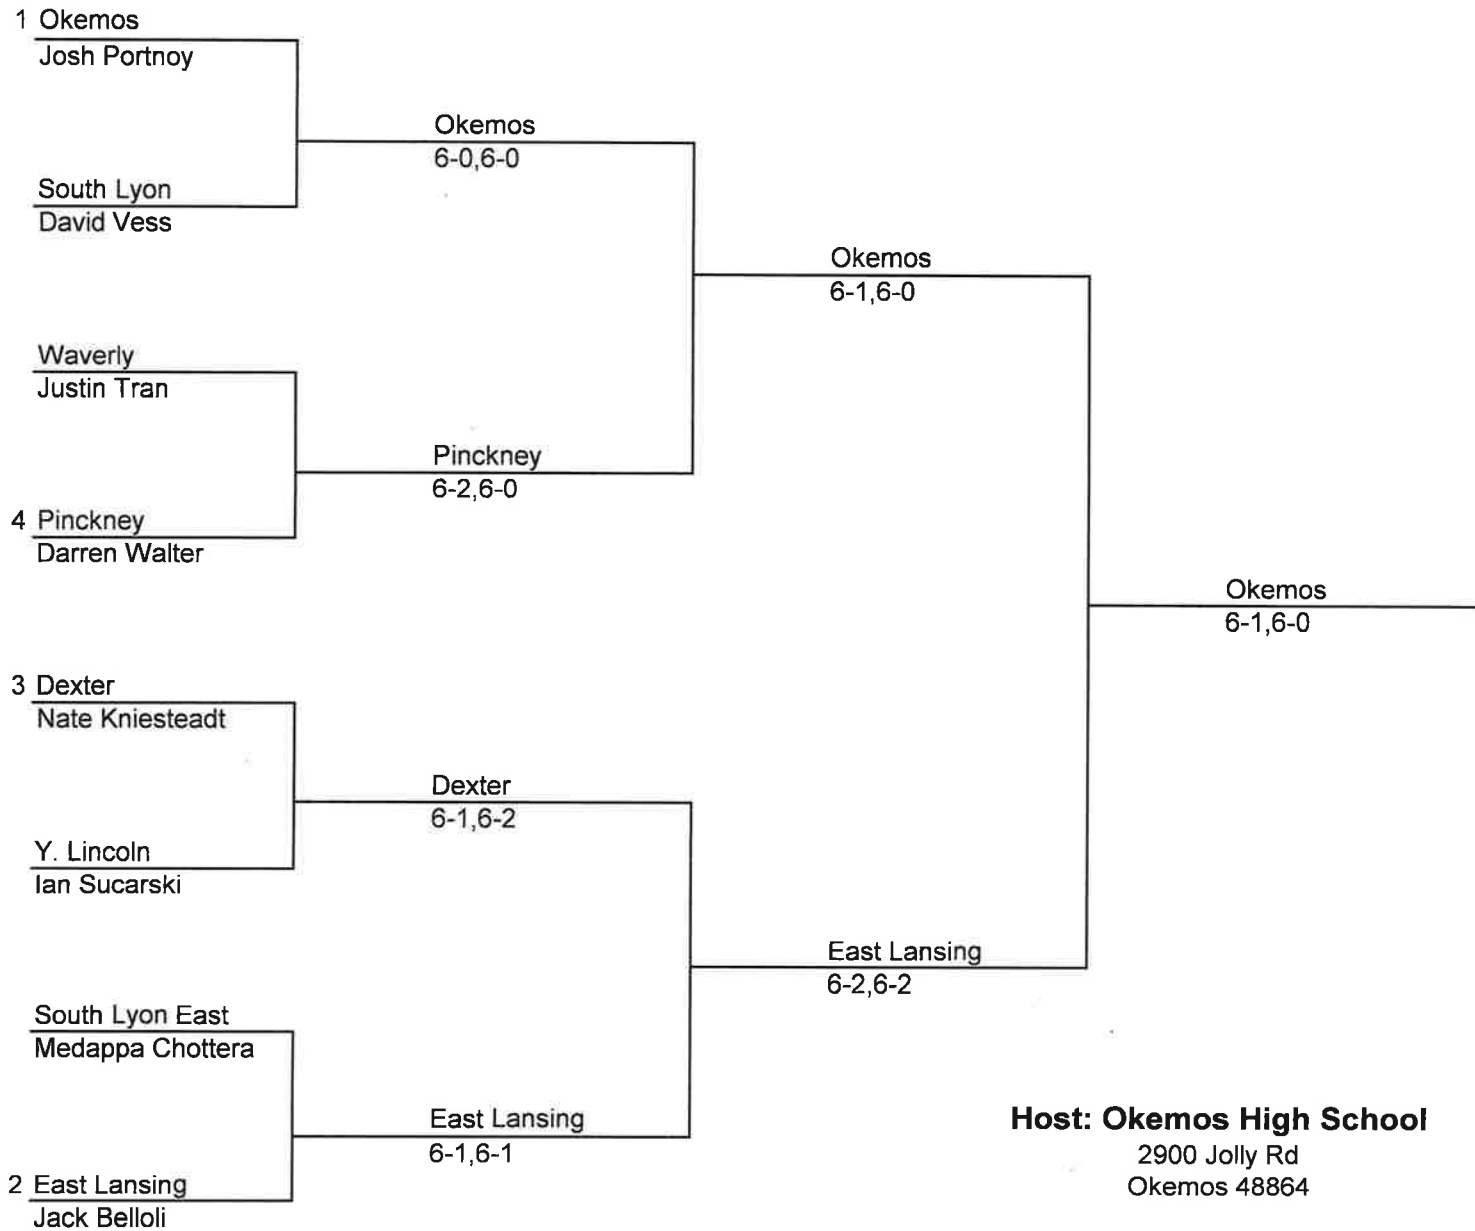 1 Okemos
Josh Portnoy
Okemos
6-0,6-0
South Lyon
David Vess
Okemos
6-1,6-0
Waverly
Justin Tran
Pinckney
6-2,6-0
4 Pinckney
Darren Walter
Okemos
6-1,6-0
3 Dexter
Nate Kniesteadt
Dexter
6-1,6-2
Y. Lincoln
Ian Sucarski
East Lansing
6-2,6-2
South Lyon East
Medappa Chottera
East Lansing
6-1,6-1
2 East Lansing
Jack Belloli
Host: Okemos High School
2900 Jolly Rd
Okemos 48864